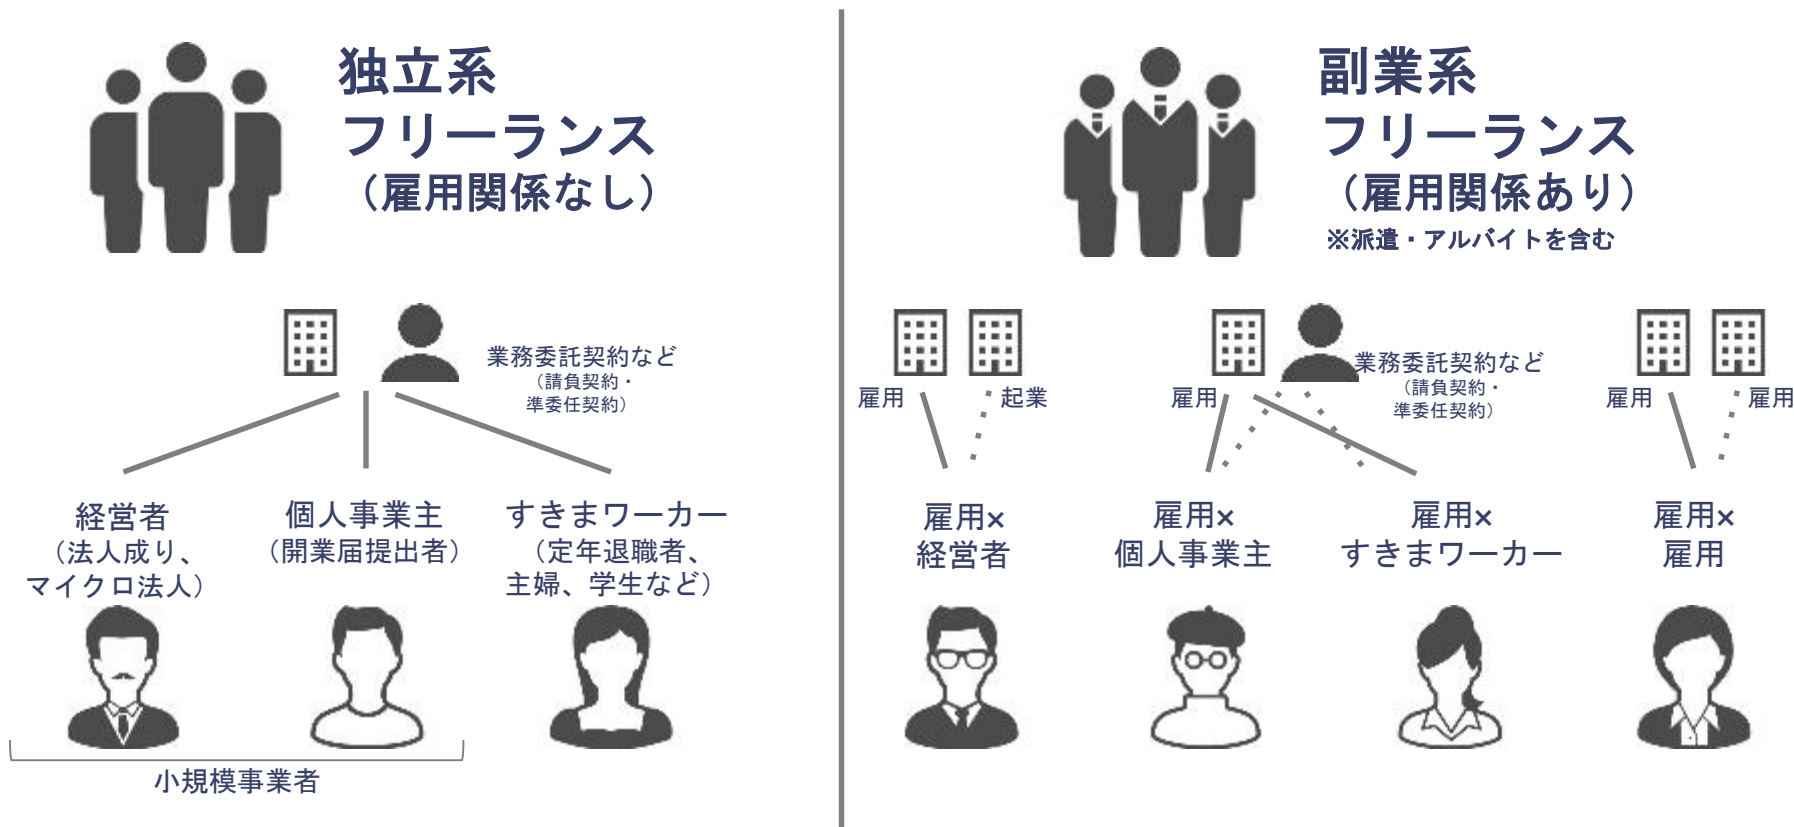 独立系
フリーランス
（雇用関係なし）
業務委託契約など
（請負契約・
準委任契約）
経営者
（法人成り、
マイクロ法人）
個人事業主
（開業届提出者）
すきまワーカー
（定年退職者、
主婦、学生など）
小規模事業者
副業系
フリーランス
（雇用関係あり）
※派遣・アルバイトを含む
雇用
起業
雇用
業務委託契約など
（請負契約・
準委任契約）
雇用
雇用
雇用×
経営者
雇用×
個人事業主
雇用×
すきまワーカー
雇用×
雇用